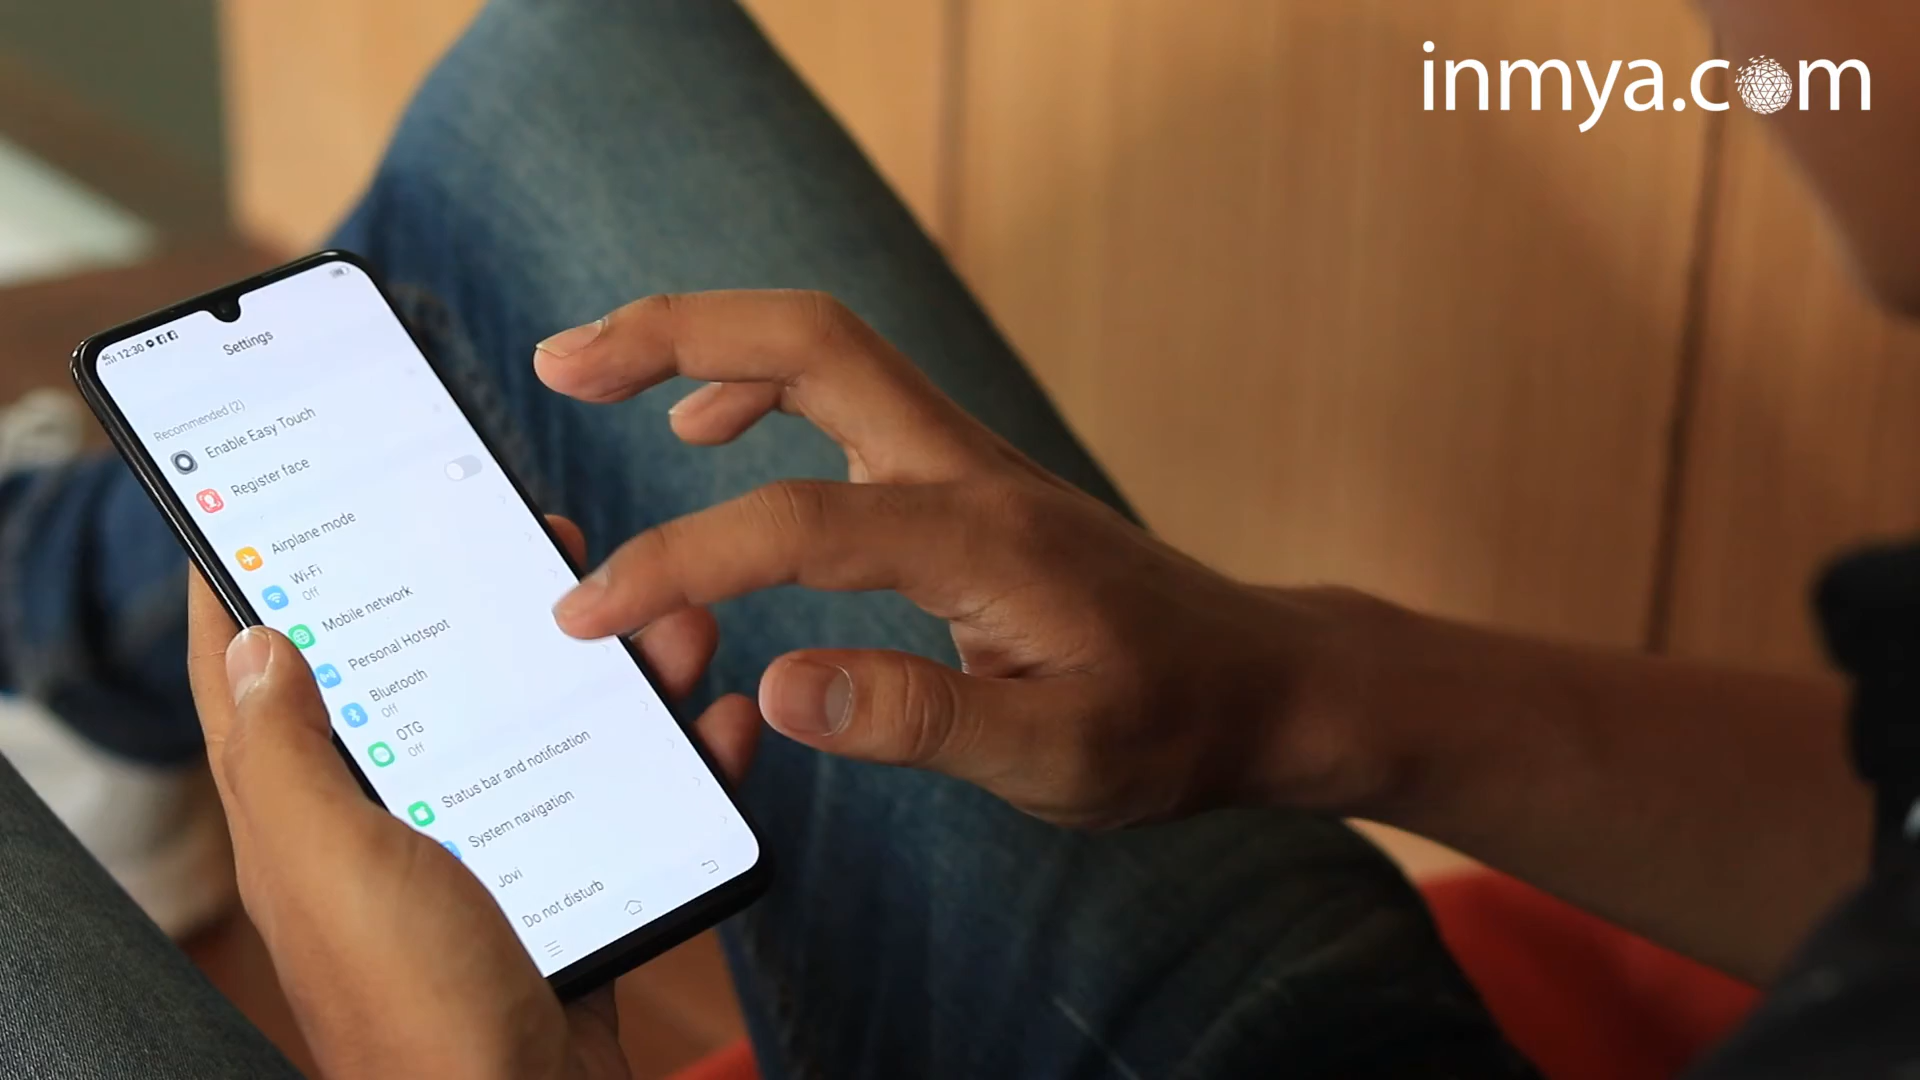 inmya.com
12:30
Settings
Recommended (2)
Enable Easy Touch
Register face
Airplane mode
Wi-Fi
Off
Mobile network
Personal Hotspot
Bluetooth
Off
OTG
Off
Status bar and notification
System navigation
Jovi
Do not disturb